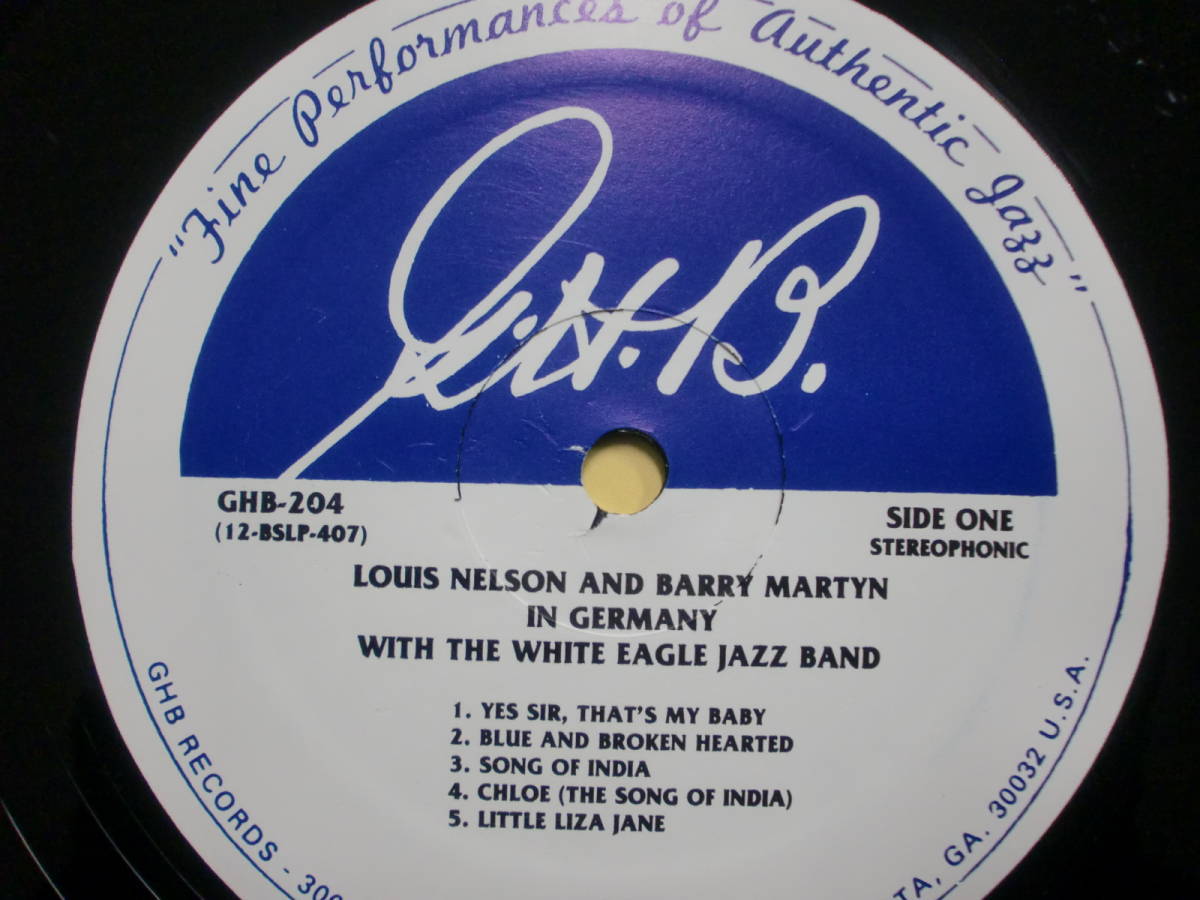 "Fine Performances of Authentic Jazz"
G.H.B.
GHB-204
(12-BSLP-407)
SIDE ONE
STEREOPHONIC
LOUIS NELSON AND BARRY MARTYN
IN GERMANY
WITH THE WHITE EAGLE JAZZ BAND
1. YES SIR, THAT'S MY BABY
2. BLUE AND BROKEN HEARTED
3. SONG OF INDIA
4. CHLOE (THE SONG OF INDIA)
5. LITTLE LIZA JANE
GHB RECORDS - 30
TA, GA. 30032 U.S.A.